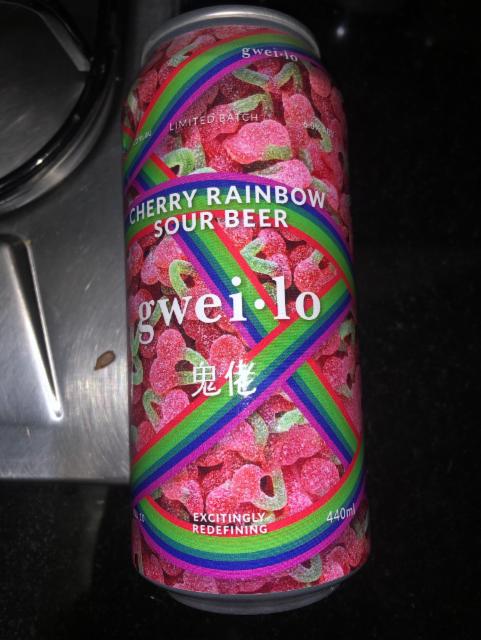 gwei·lo
LIMITED BATCH
CHERRY RAINBOW
SOUR BEER
gwei·lo
鬼佬
EXCITINGLY
REDEFINING
440ml